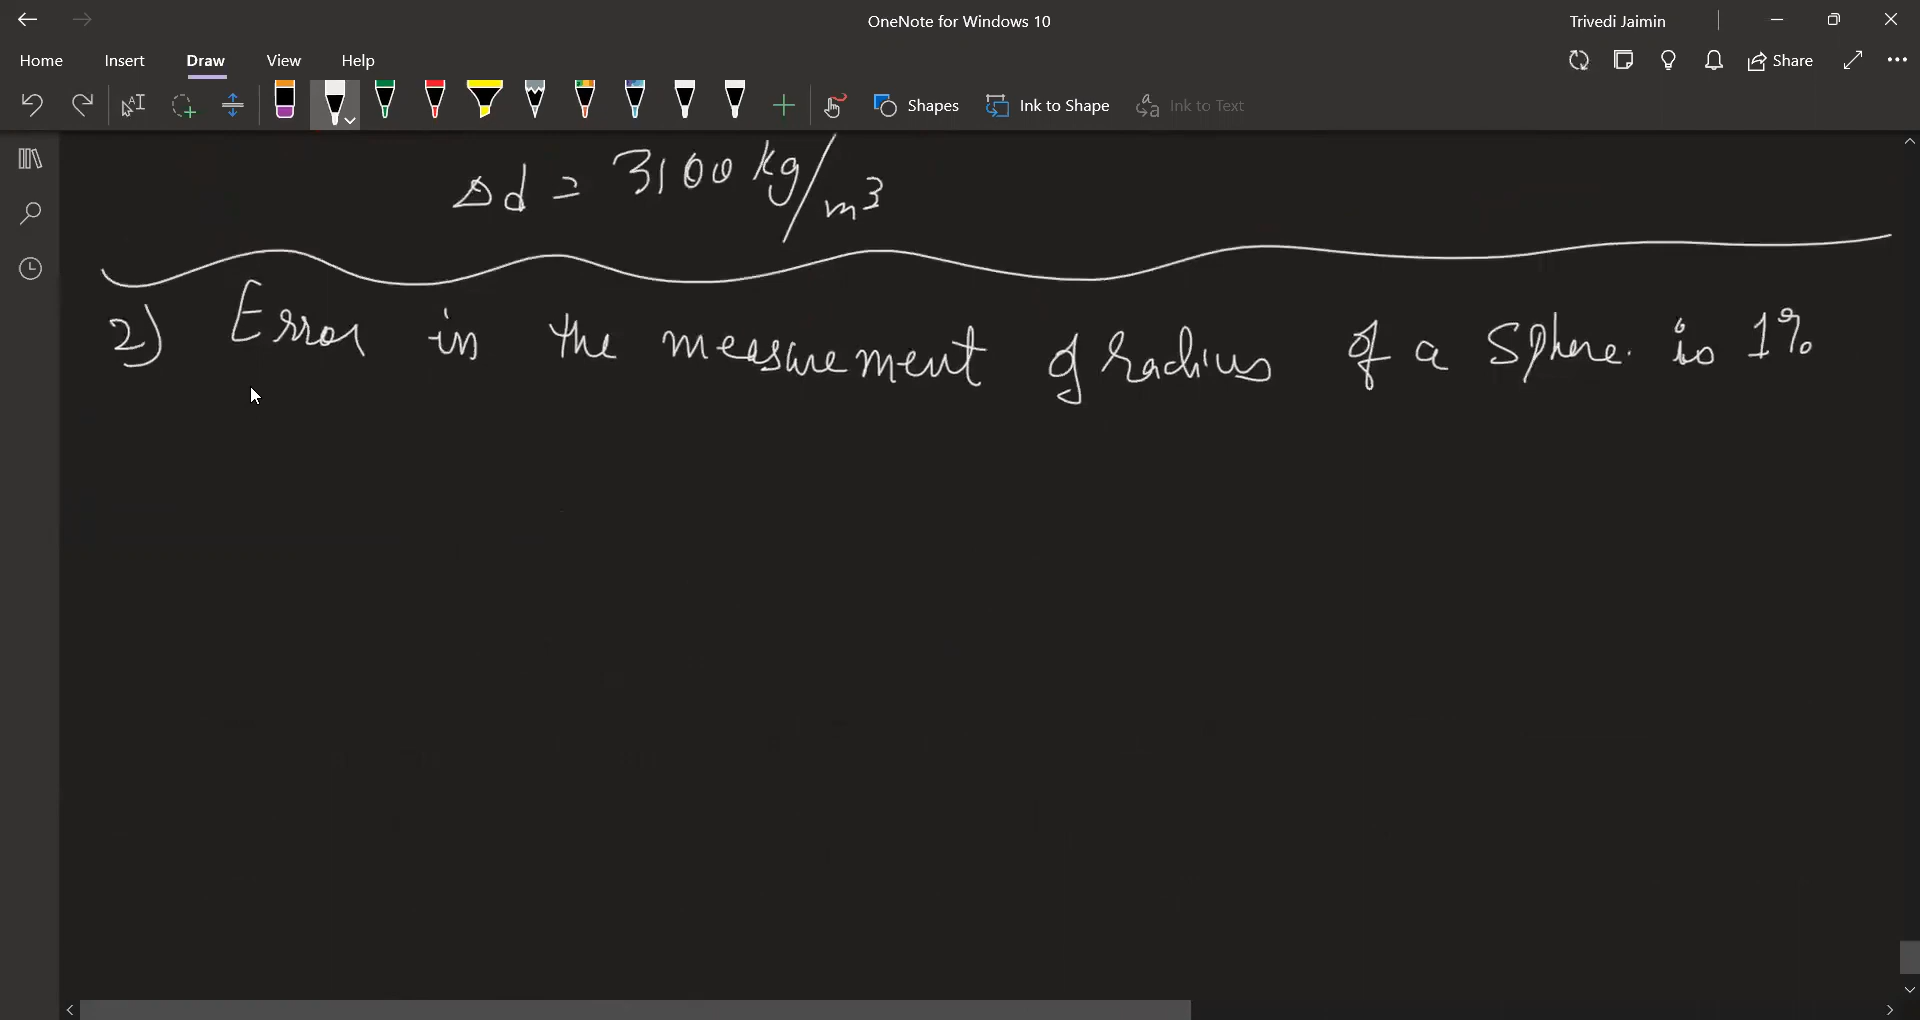 OneNote for Windows 10
Trivedi Jaimin
Home Insert Draw View Help
Share
Shapes Ink to Shape Ink to Text
Δd = 3100 kg/m³
2) Error in the measurement of radius of a Sphere. is 1%